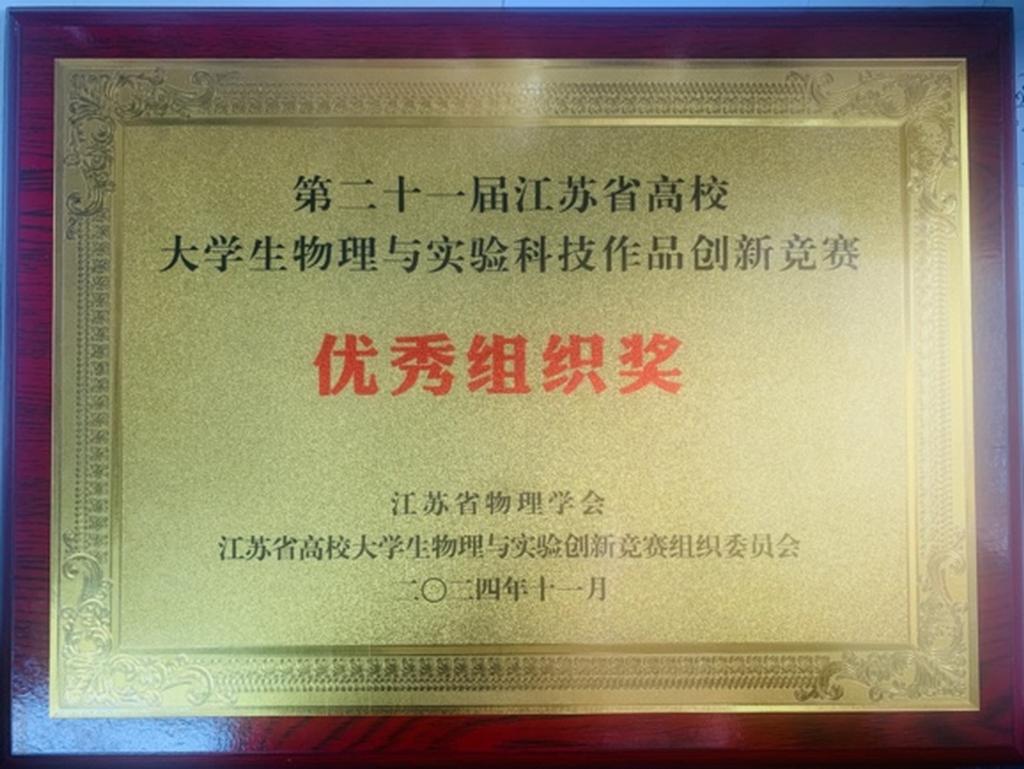 第二十一届江苏省高校
大学生物理与实验科技作品创新竞赛
优秀组织奖
江苏省物理学会
江苏省高校大学生物理与实验创新竞赛组织委员会
二〇二四年十一月